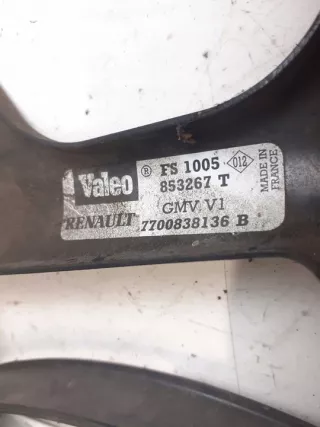 Valeo ® FS 1005 012
853267 T
GMV V1
RENAULT 7700838136 B
MADE IN
FRANCE